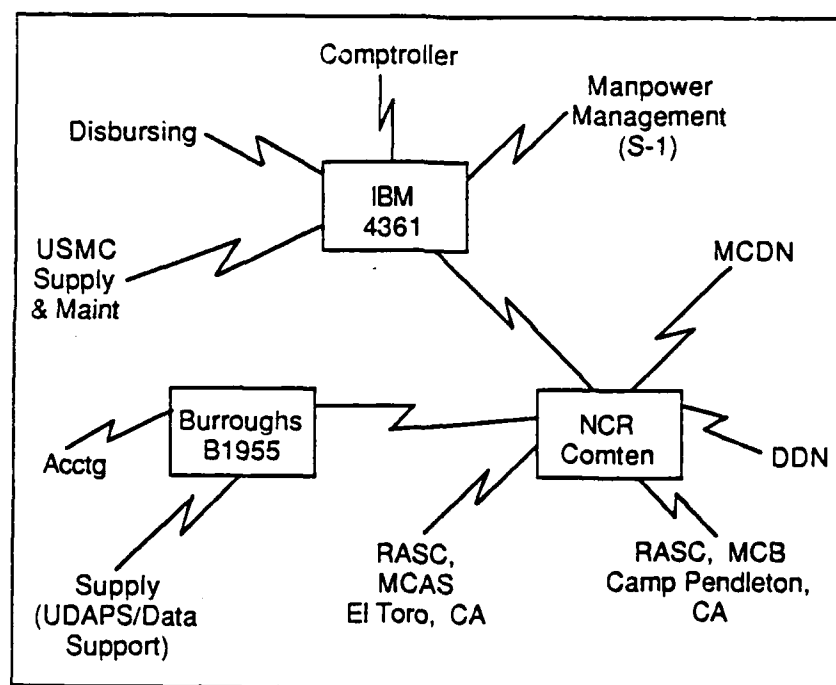 Comptroller
Manpower
Management
(S-1)
Disbursing
IBM
4361
USMC
Supply
& Maint
MCDN
Burroughs
B1955
NCR
Comten
Acctg
DDN
RASC,
MCAS
El Toro, CA
RASC, MCB
Camp Pendleton,
CA
Supply
(UDAPS/Data
Support)